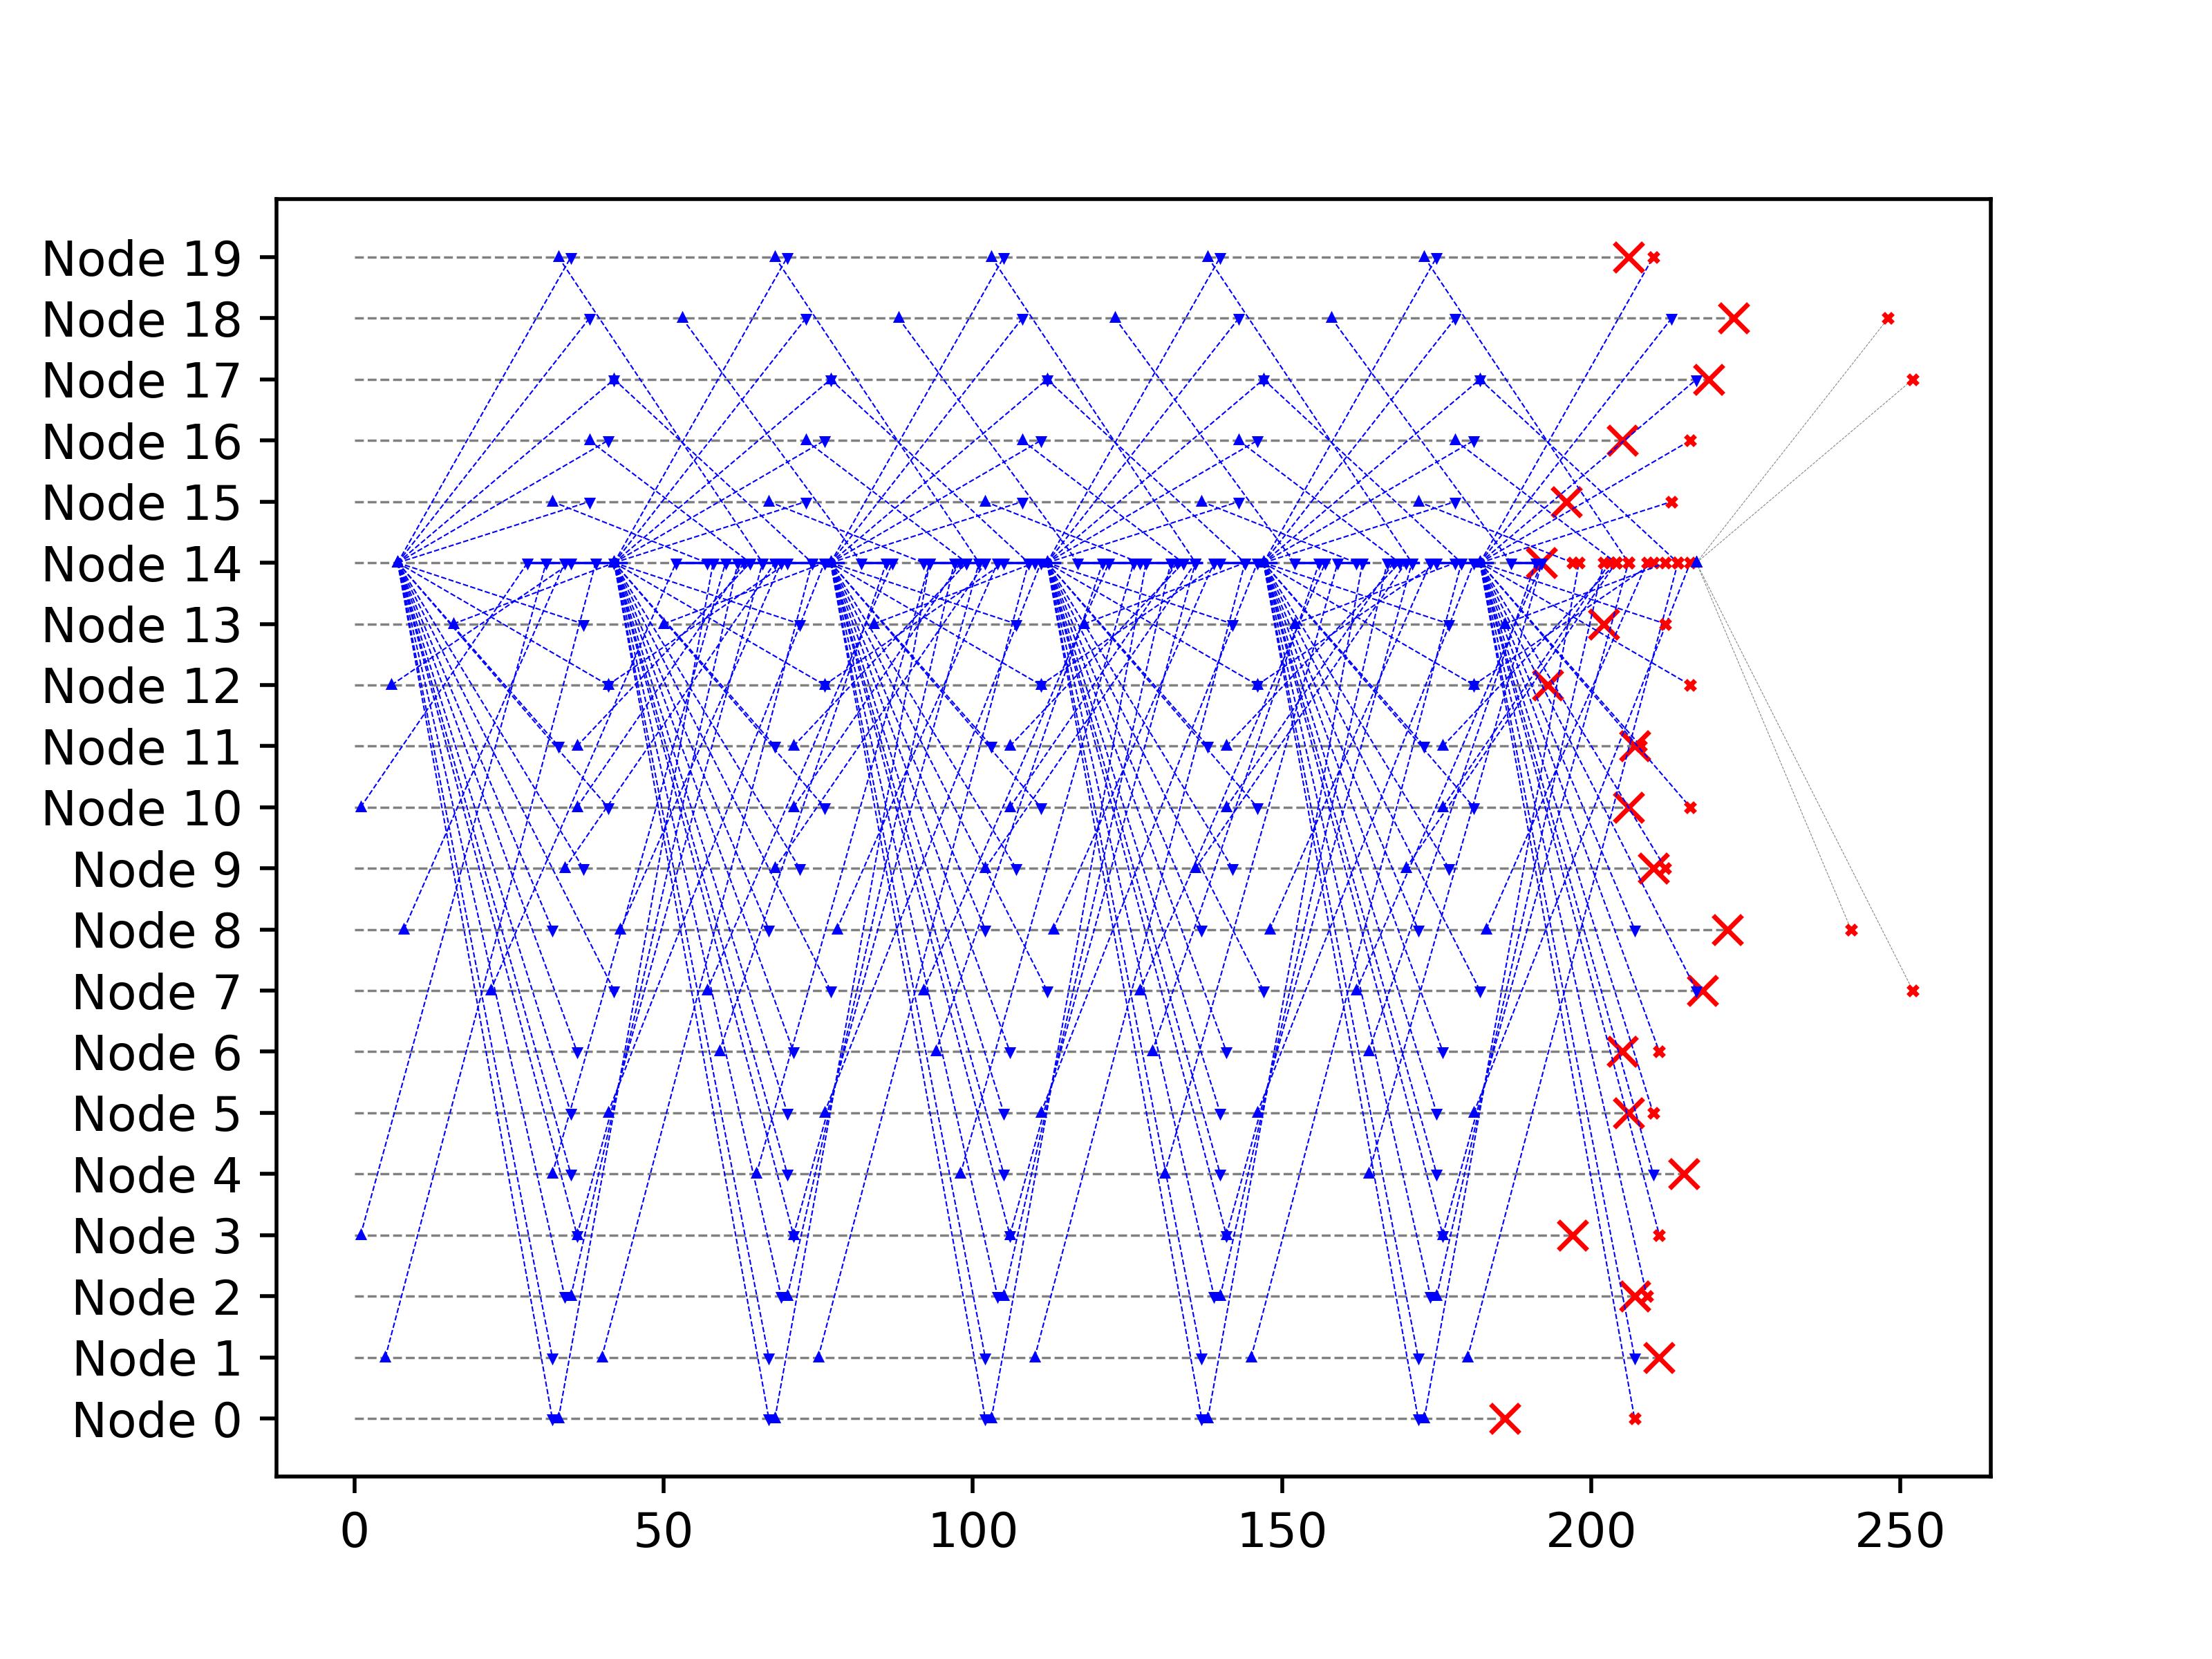 Node 19
Node 18
Node 17
Node 16
Node 15
Node 14
Node 13
Node 12
Node 11
Node 10
Node 9
Node 8
Node 7
Node 6
Node 5
Node 4
Node 3
Node 2
Node 1
Node 0
0 50 100 150 200 250